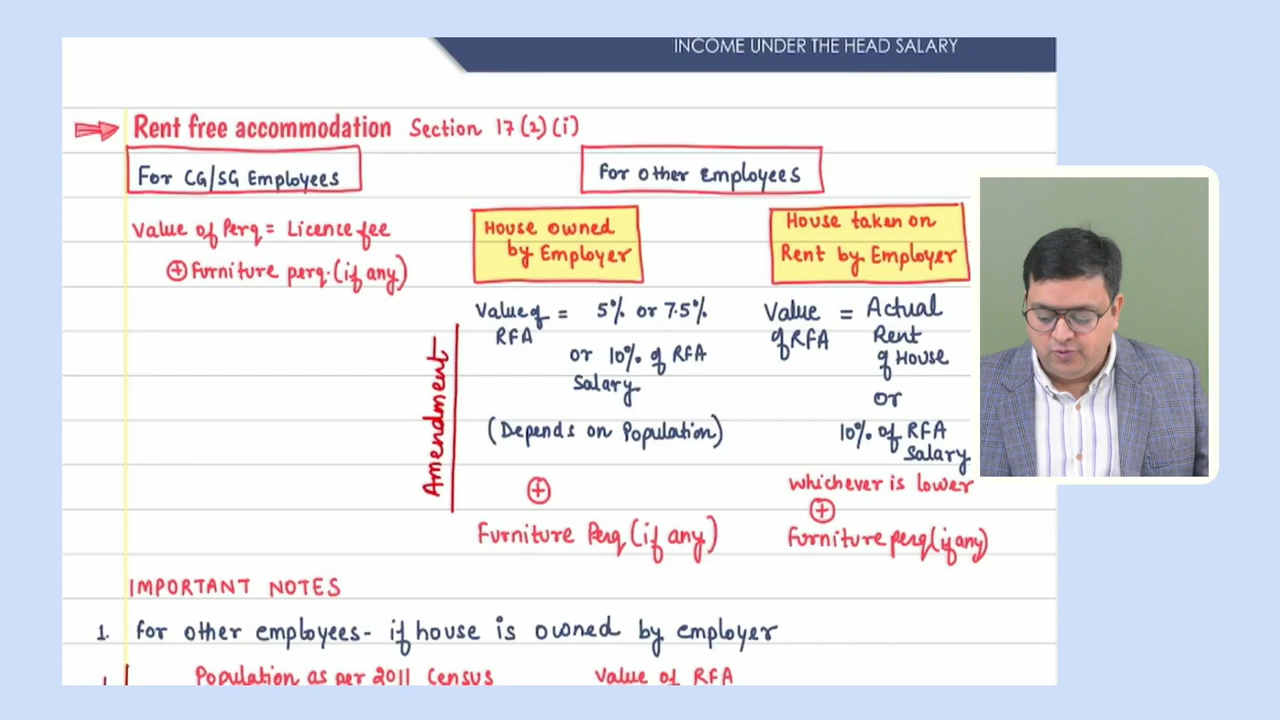 INCOME UNDER THE HEAD SALARY
Rent free accommodation Section 17(2)(i)
For CG/SG Employees
Value of Perq = Licence fee
+ Furniture perq. (if any)
For other employees
House owned
by Employer
Value of RFA = 5% or 7.5%
or 10% of RFA
Salary
(Depends on Population)
+
Furniture Perq (if any)
Amendment
House taken on
Rent by Employer
Value of RFA = Actual
Rent
of House
or
10% of RFA
Salary
whichever is lower
+
Furniture perq (if any)
IMPORTANT NOTES
1. For other employees - if house is owned by employer
Population as per 2011 Census Value of RFA